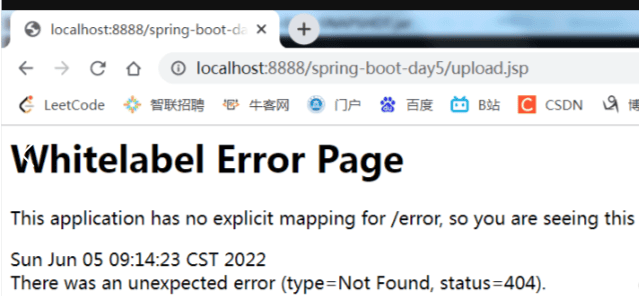 SNAPSHOT.jar
localhost:8888/spring-boot-da
localhost:8888/spring-boot-day5/upload.jsp
LeetCode 智联招聘 牛客网 门户 百度 B站 CSDN 博
Whitelabel Error Page
This application has no explicit mapping for /error, so you are seeing this
Sun Jun 05 09:14:23 CST 2022
There was an unexpected error (type=Not Found, status=404).